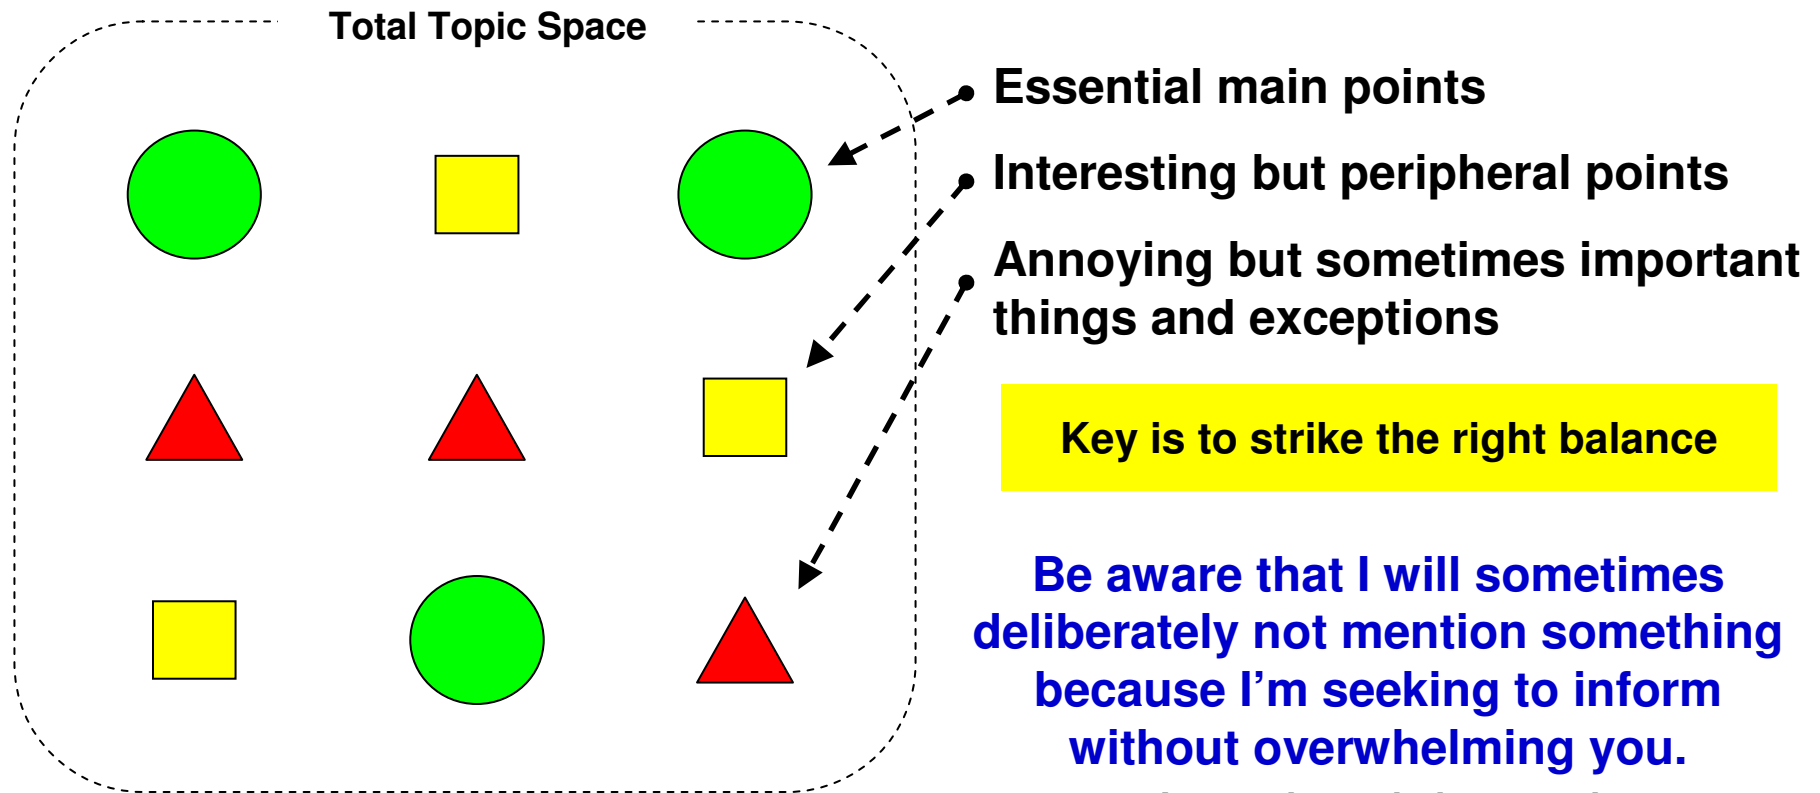 Total Topic Space
Essential main points
Interesting but peripheral points
Annoying but sometimes important
things and exceptions
Key is to strike the right balance
Be aware that I will sometimes
deliberately not mention something
because I’m seeking to inform
without overwhelming you.